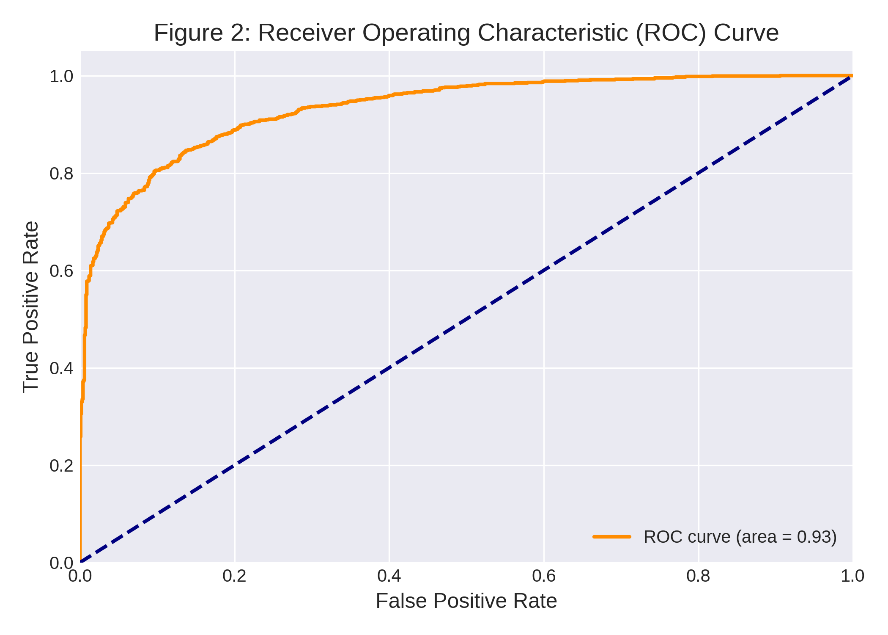 Figure 2: Receiver Operating Characteristic (ROC) Curve
1.0
0.8
0.6
0.4
0.2
0.0
True Positive Rate
0.0 0.2 0.4 0.6 0.8 1.0
False Positive Rate
ROC curve (area = 0.93)